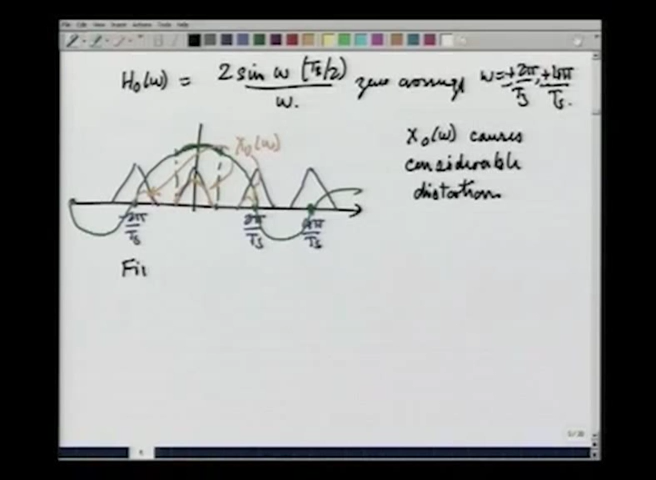 H₀(ω) = 2 sin ω (Ts/2) / ω. zero crossings ω = ±2π/Ts, ±4π/Ts.
X₀(ω)
X₀(ω) causes
considerable
distortion
-2π/Ts 2π/Ts 4π/Ts
Fi